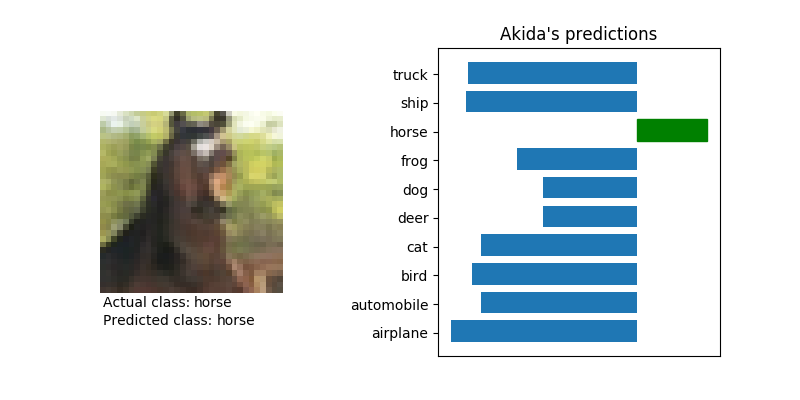 Akida's predictions
truck
ship
horse
frog
dog
deer
cat
bird
automobile
airplane
Actual class: horse
Predicted class: horse